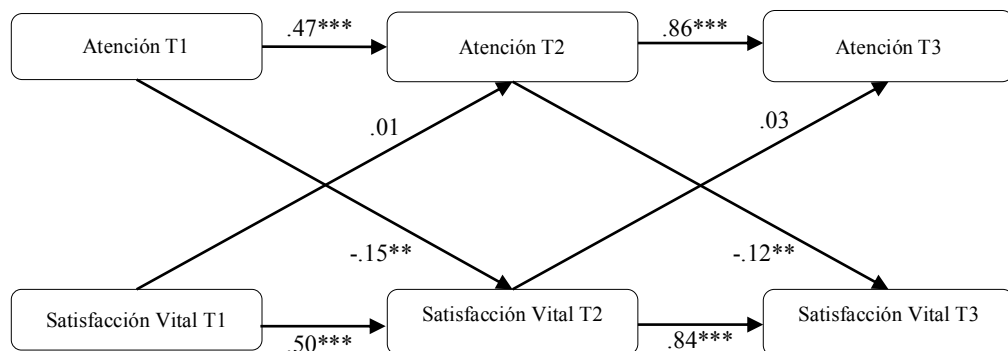 .47***
.86***
Atención T1
Atención T2
Atención T3
.01
.03
-.15**
-.12**
Satisfacción Vital T1
Satisfacción Vital T2
Satisfacción Vital T3
.50***
.84***